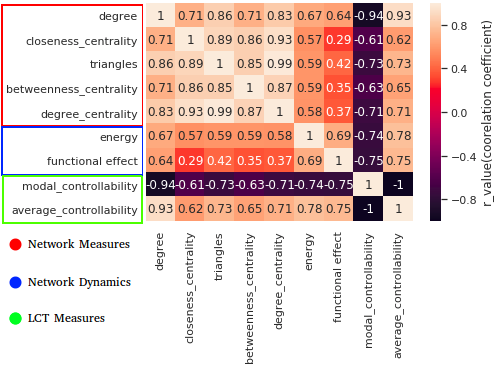 degree 1 0.71 0.86 0.71 0.83 0.67 0.64 -0.94 0.93
closeness_centrality 0.71 1 0.89 0.86 0.93 0.57 0.29 -0.61 0.62
triangles 0.86 0.89 1 0.85 0.99 0.59 0.42 -0.73 0.73
betweenness_centrality 0.71 0.86 0.85 1 0.87 0.59 0.35 -0.63 0.65
degree_centrality 0.83 0.93 0.99 0.87 1 0.58 0.37 -0.71 0.71
energy 0.67 0.57 0.59 0.59 0.58 1 0.69 -0.74 0.78
functional effect 0.64 0.29 0.42 0.35 0.37 0.69 1 -0.75 0.75
modal_controllability -0.94 -0.61 -0.73 -0.63 -0.71 -0.74 -0.75 1 -1
average_controllability 0.93 0.62 0.73 0.65 0.71 0.78 0.75 -1 1
degree
closeness_centrality
triangles
betweenness_centrality
degree_centrality
energy
functional effect
modal_controllability
average_controllability
0.8
0.4
0.0
−0.4
−0.8
r_value(coorelation coefficient)
Network Measures
Network Dynamics
LCT Measures